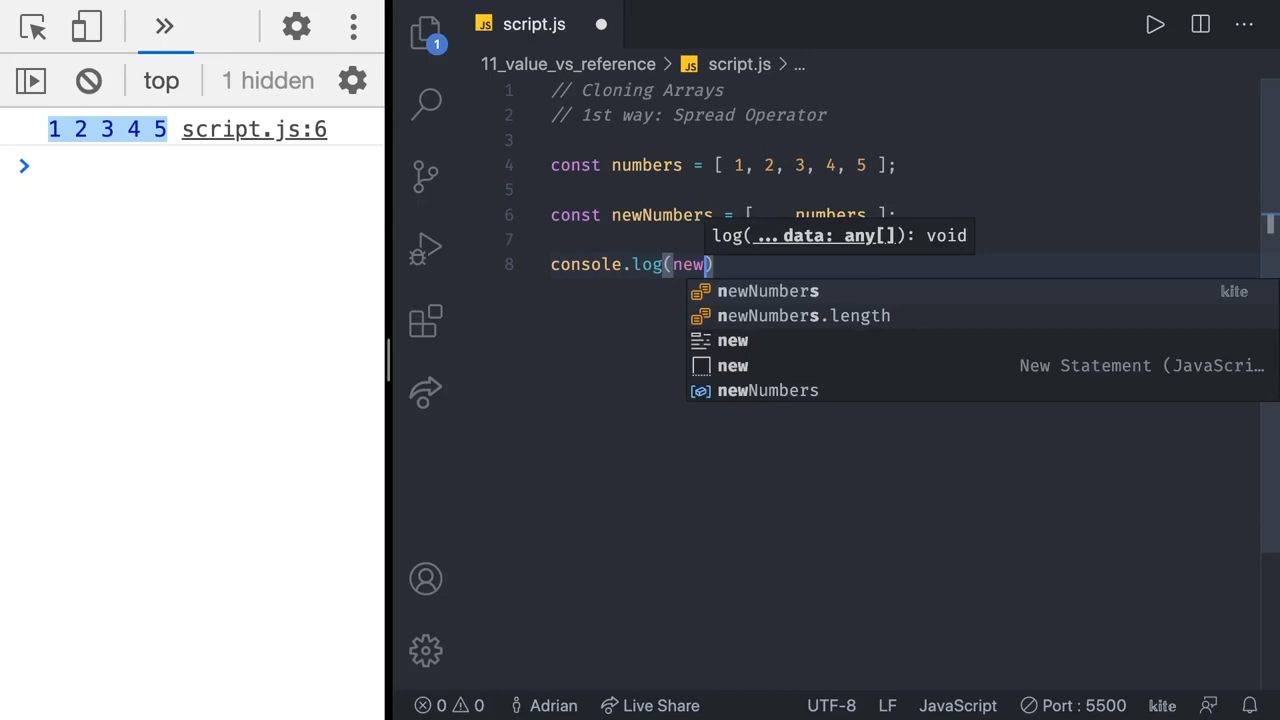 top
1 hidden
1 2 3 4 5 script.js:6
1
JS script.js
11_value_vs_reference > JS script.js > ...
1 // Cloning Arrays
2 // 1st way: Spread Operator
3
4 const numbers = [ 1, 2, 3, 4, 5 ];
5
6 const newNumbers = [ ...numbers ];
7
log(...data: any[]): void
8 console.log(new)
newNumbers kite
newNumbers.length
new
new New Statement (JavaScri…
newNumbers
0 0 Adrian Live Share UTF-8 LF JavaScript Port : 5500 kite